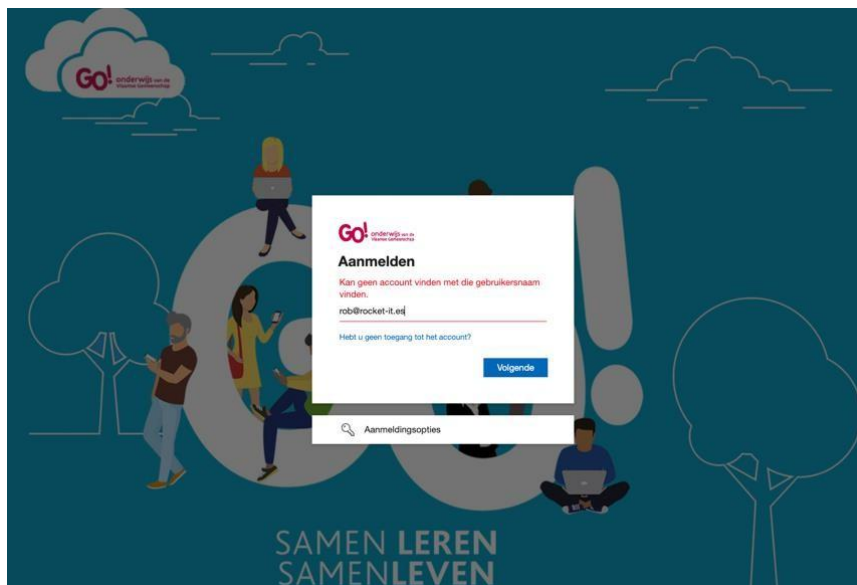 GO! onderwijs van de
Vlaamse Gemeenschap
GO! onderwijs van de
Vlaamse Gemeenschap
Aanmelden
Kan geen account vinden met die gebruikersnaam
vinden.
rob@rocket-it.es
Hebt u geen toegang tot het account?
Volgende
Aanmeldingsopties
SAMEN LEREN
SAMENLEVEN